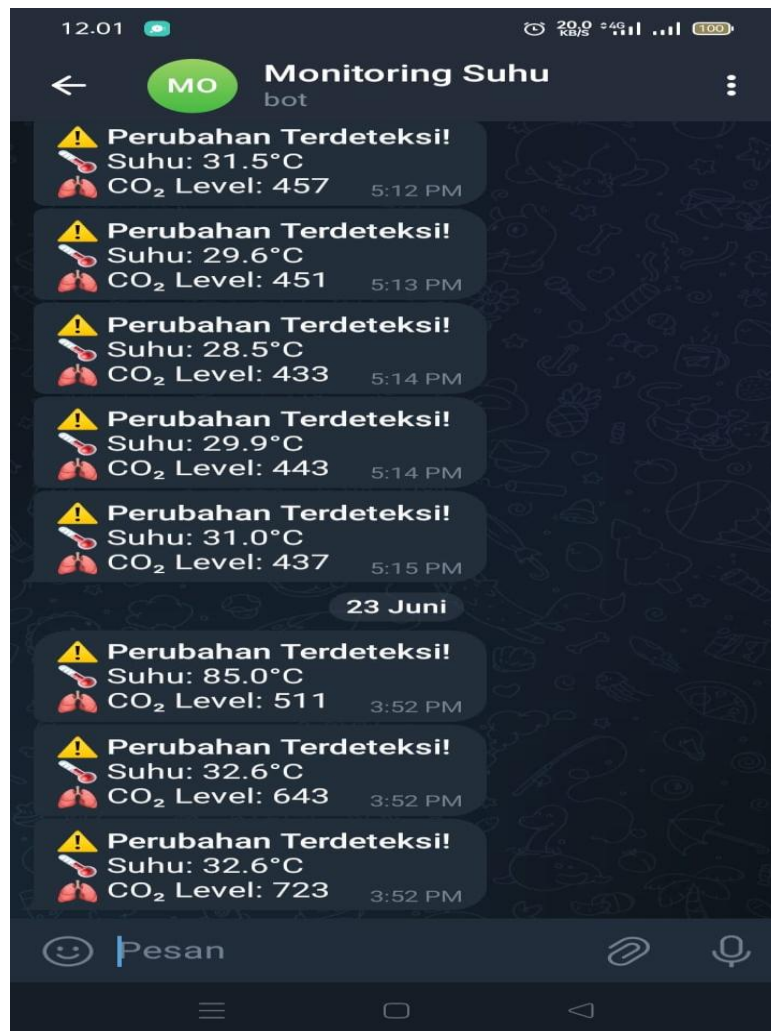 12.01
20,0 KB/S 4G 100
MO
Monitoring Suhu
bot
Perubahan Terdeteksi!
Suhu: 31.5°C
CO₂ Level: 457 5:12 PM
Perubahan Terdeteksi!
Suhu: 29.6°C
CO₂ Level: 451 5:13 PM
Perubahan Terdeteksi!
Suhu: 28.5°C
CO₂ Level: 433 5:14 PM
Perubahan Terdeteksi!
Suhu: 29.9°C
CO₂ Level: 443 5:14 PM
Perubahan Terdeteksi!
Suhu: 31.0°C
CO₂ Level: 437 5:15 PM
23 Juni
Perubahan Terdeteksi!
Suhu: 85.0°C
CO₂ Level: 511 3:52 PM
Perubahan Terdeteksi!
Suhu: 32.6°C
CO₂ Level: 643 3:52 PM
Perubahan Terdeteksi!
Suhu: 32.6°C
CO₂ Level: 723 3:52 PM
Pesan